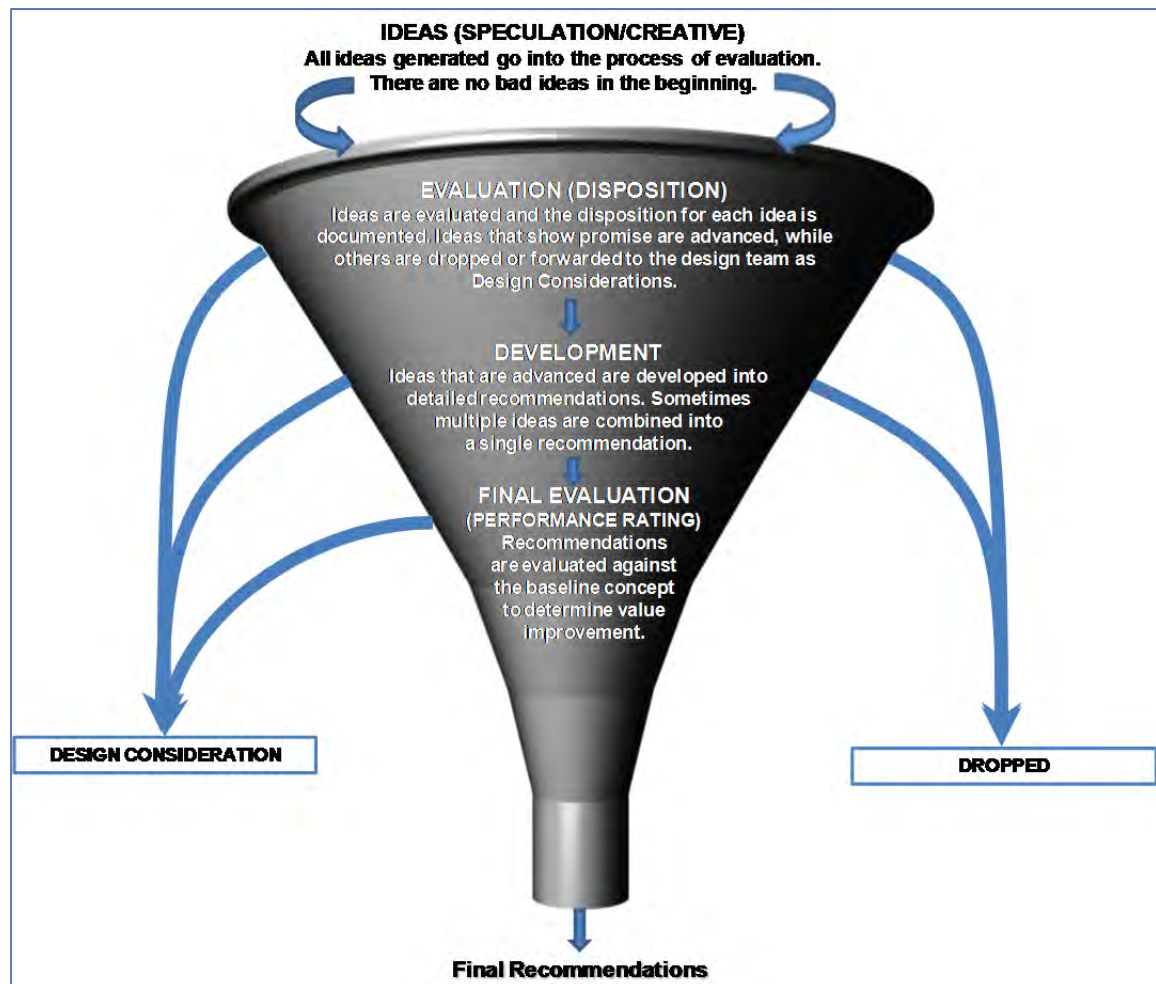 IDEAS (SPECULATION/CREATIVE)
All ideas generated go into the process of evaluation.
There are no bad ideas in the beginning.
EVALUATION (DISPOSITION)
Ideas are evaluated and the disposition for each idea is
documented. Ideas that show promise are advanced, while
others are dropped or forwarded to the design team as
Design Considerations.
DEVELOPMENT
Ideas that are advanced are developed into
detailed recommendations. Sometimes
multiple ideas are combined into
a single recommendation.
FINAL EVALUATION
(PERFORMANCE RATING)
Recommendations
are evaluated against
the baseline concept
to determine value
improvement.
DESIGN CONSIDERATION
DROPPED
Final Recommendations